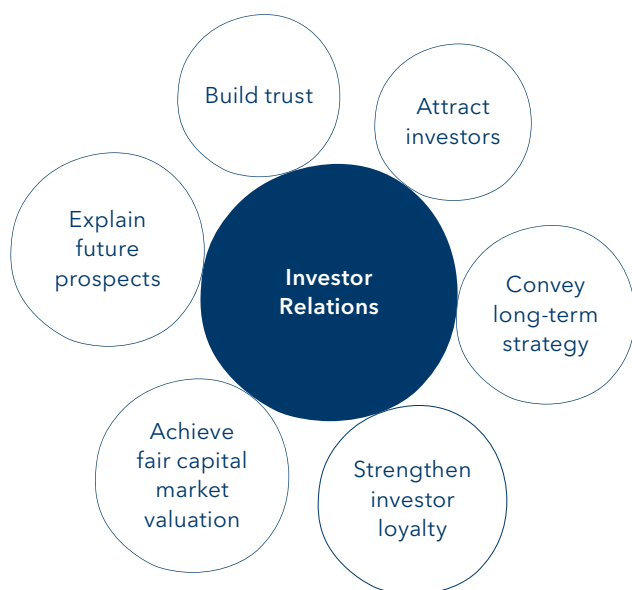 Build trust
Attract
investors
Explain
future
prospects
Investor
Relations
Convey
long-term
strategy
Achieve
fair capital
market
valuation
Strengthen
investor
loyalty